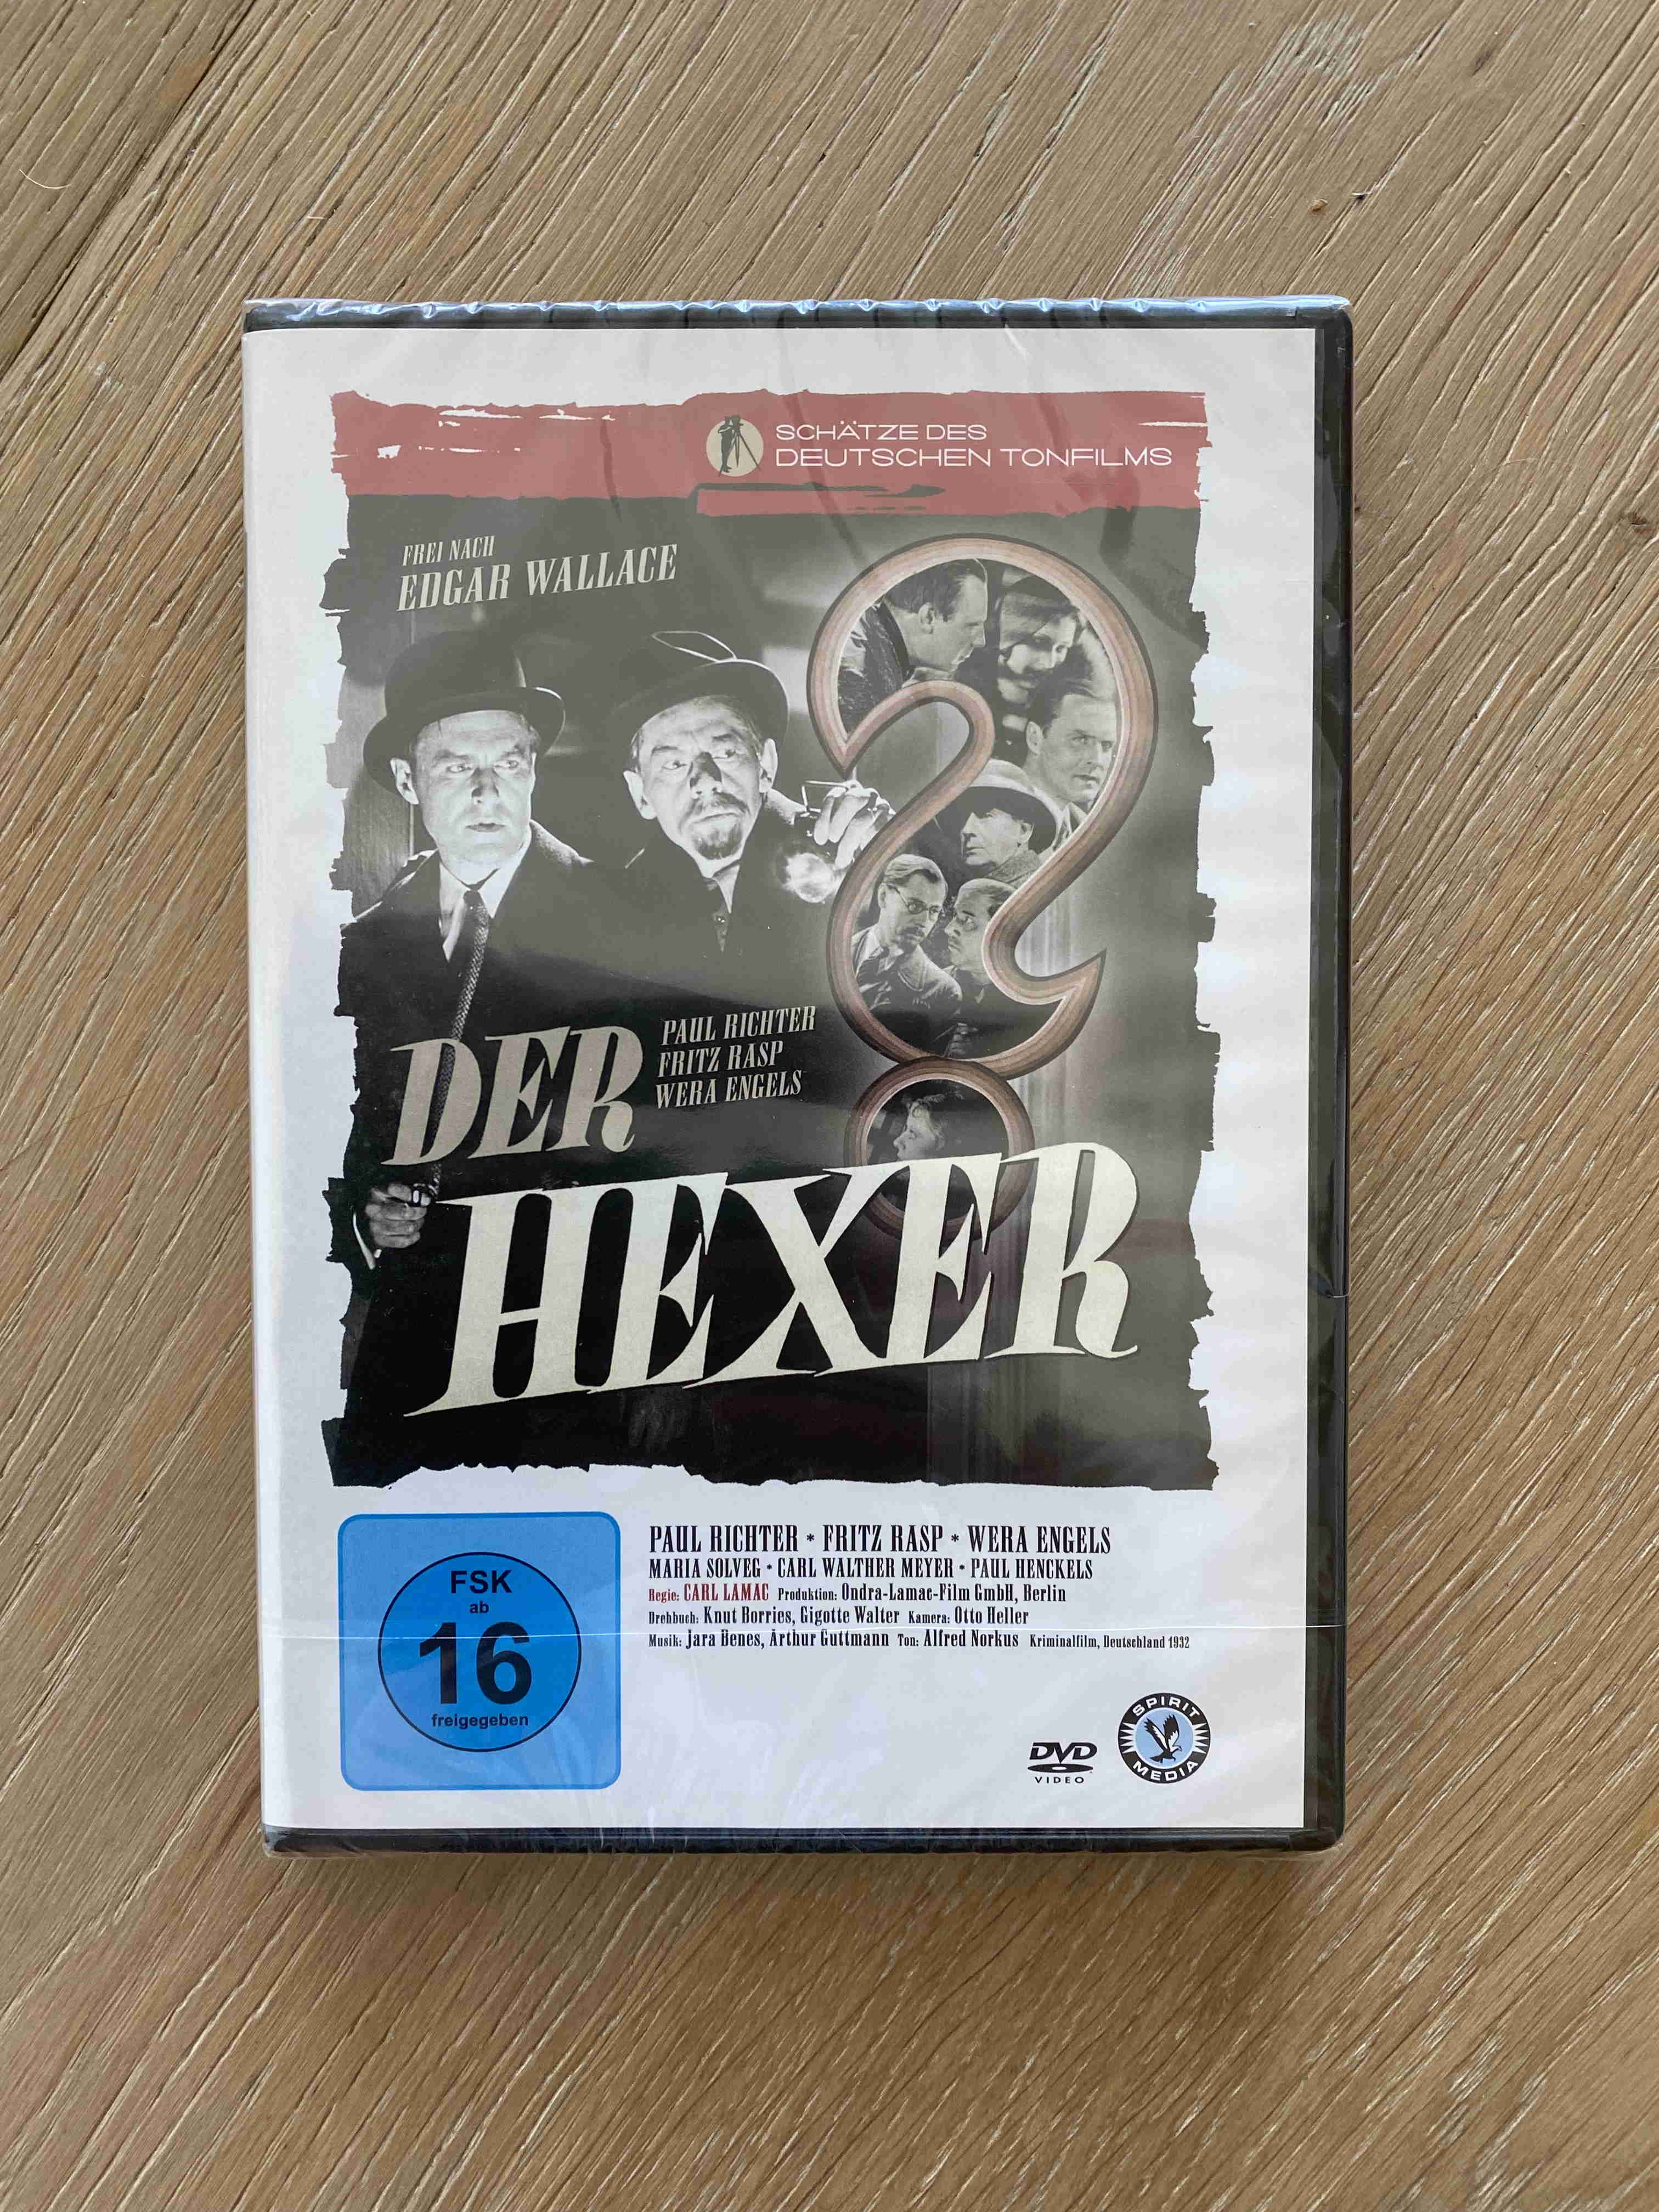 SCHÄTZE DES
DEUTSCHEN TONFILMS
FREI NACH
EDGAR WALLACE
PAUL RICHTER
FRITZ RASP
WERA ENGELS
DER
HEXER
FSK
ab
16
freigegeben
PAUL RICHTER * FRITZ RASP * WERA ENGELS
MARIA SOLVEG • CARL WALTHER MEYER • PAUL HENCKELS
Regie: CARL LAMAC Produktion: Ondra-Lamac-Film GmbH, Berlin
Drehbuch: Knut Borries, Gigotte Walter Kamera: Otto Heller
Musik: Jara Benes, Arthur Guttmann Ton: Alfred Norkus Kriminalfilm, Deutschland 1932
DVD
VIDEO
SPIRIT
MEDIA